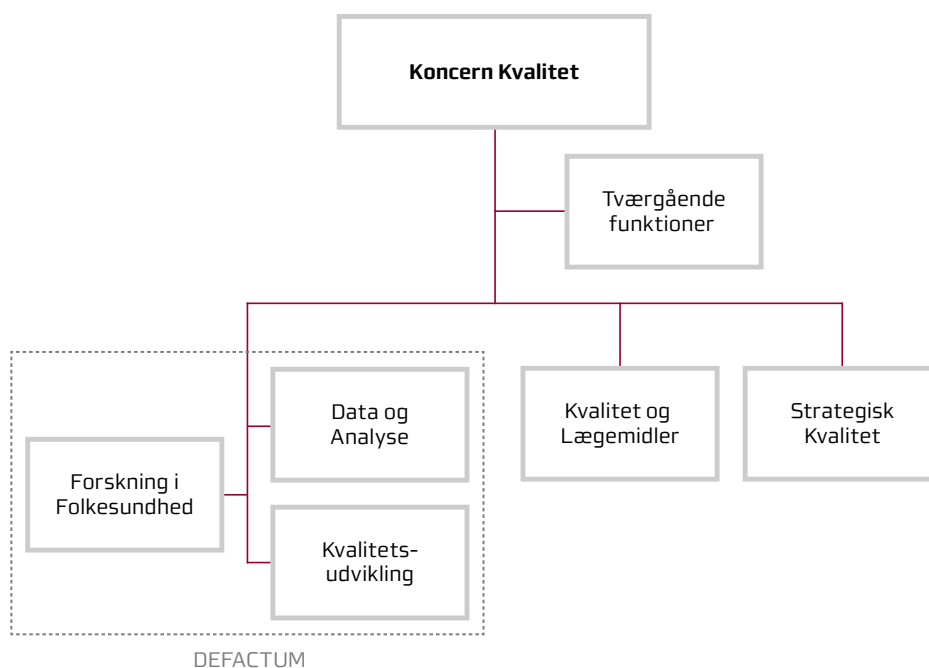 Koncern Kvalitet
Tværgående
funktioner
Data og
Analyse
Kvalitet og
Lægemidler
Strategisk
Kvalitet
Forskning i
Folkesundhed
Kvalitets-
udvikling
DEFACTUM